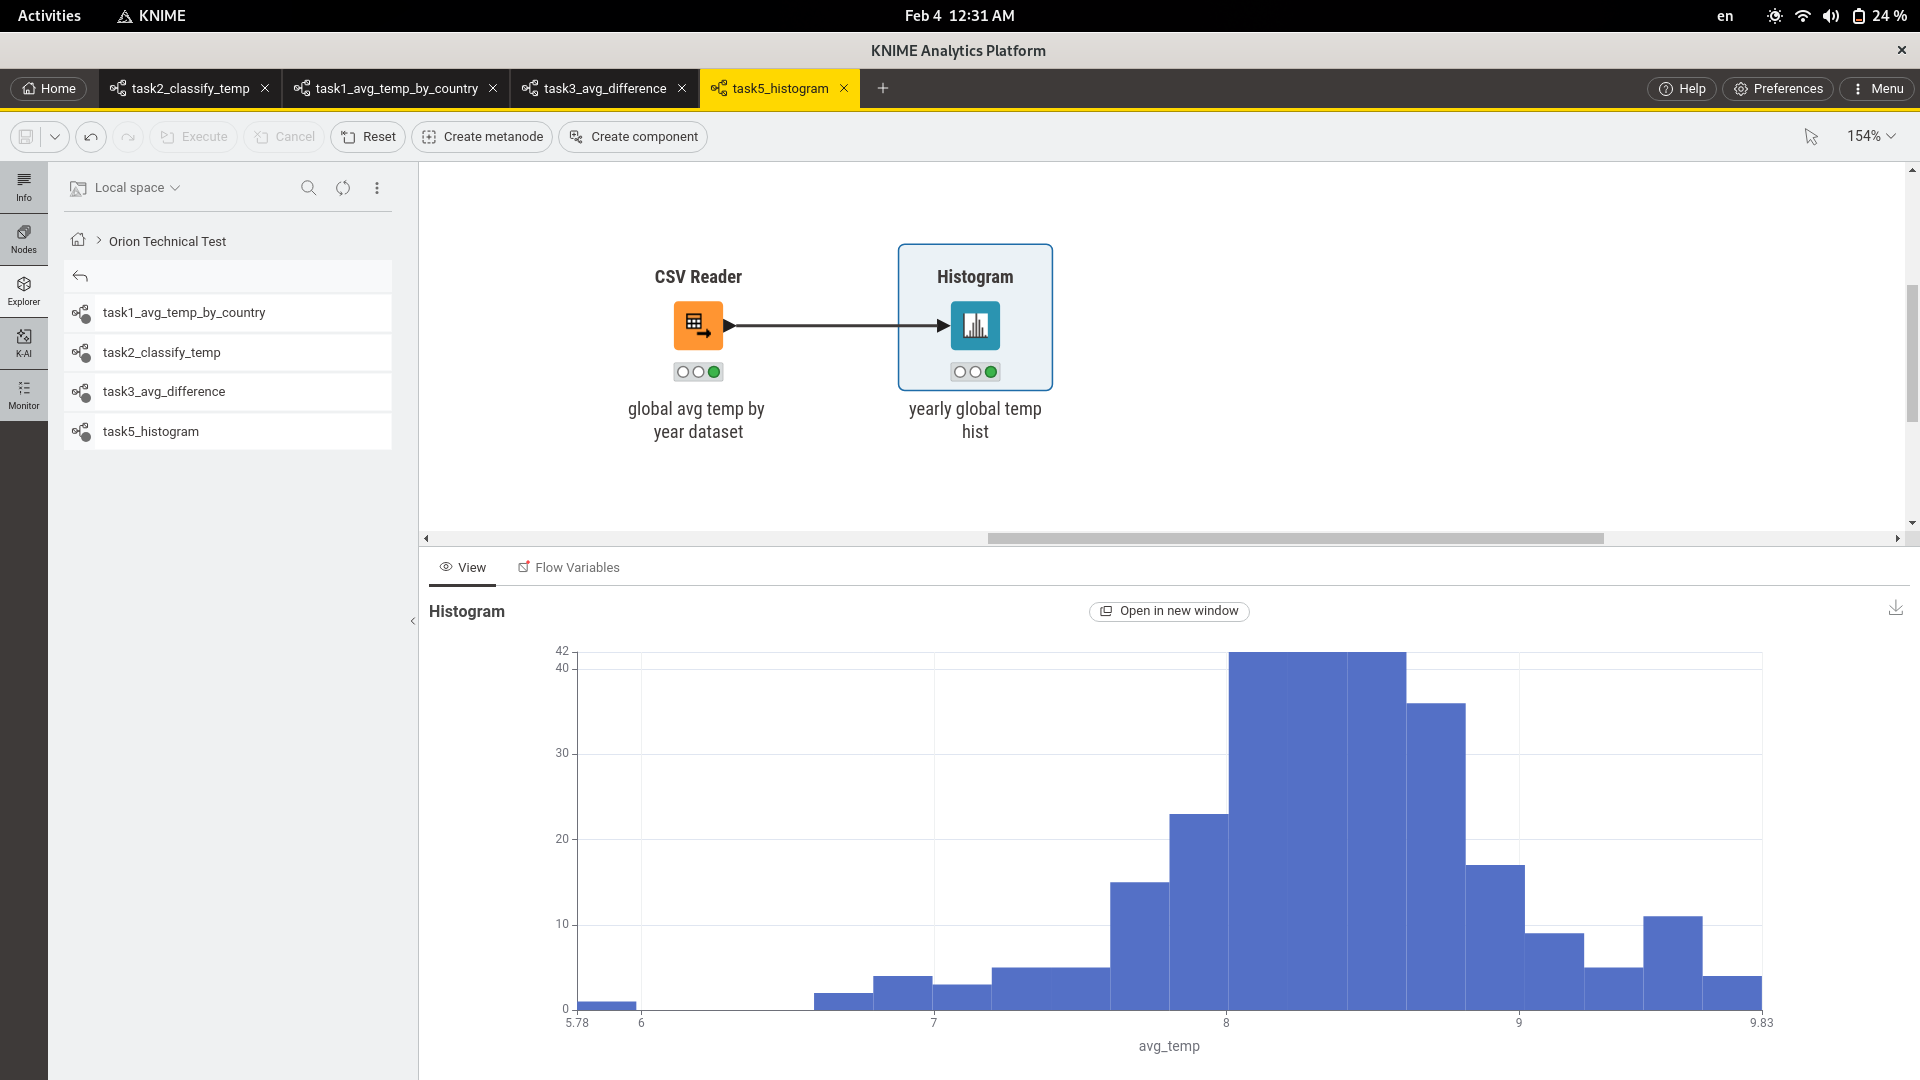 Activities
KNIME
Feb 4 12:31 AM
en
24 %
KNIME Analytics Platform
Home
task2_classify_temp
task1_avg_temp_by_country
task3_avg_difference
task5_histogram
Help
Preferences
Menu
Execute
Cancel
Reset
Create metanode
Create component
154%
Info
Nodes
Explorer
K-AI
Monitor
Local space
Orion Technical Test
task1_avg_temp_by_country
task2_classify_temp
task3_avg_difference
task5_histogram
CSV Reader
global avg temp by
year dataset
Histogram
yearly global temp
hist
View
Flow Variables
Histogram
Open in new window
42
40
30
20
10
0
5.78
6
7
8
9
9.83
avg_temp